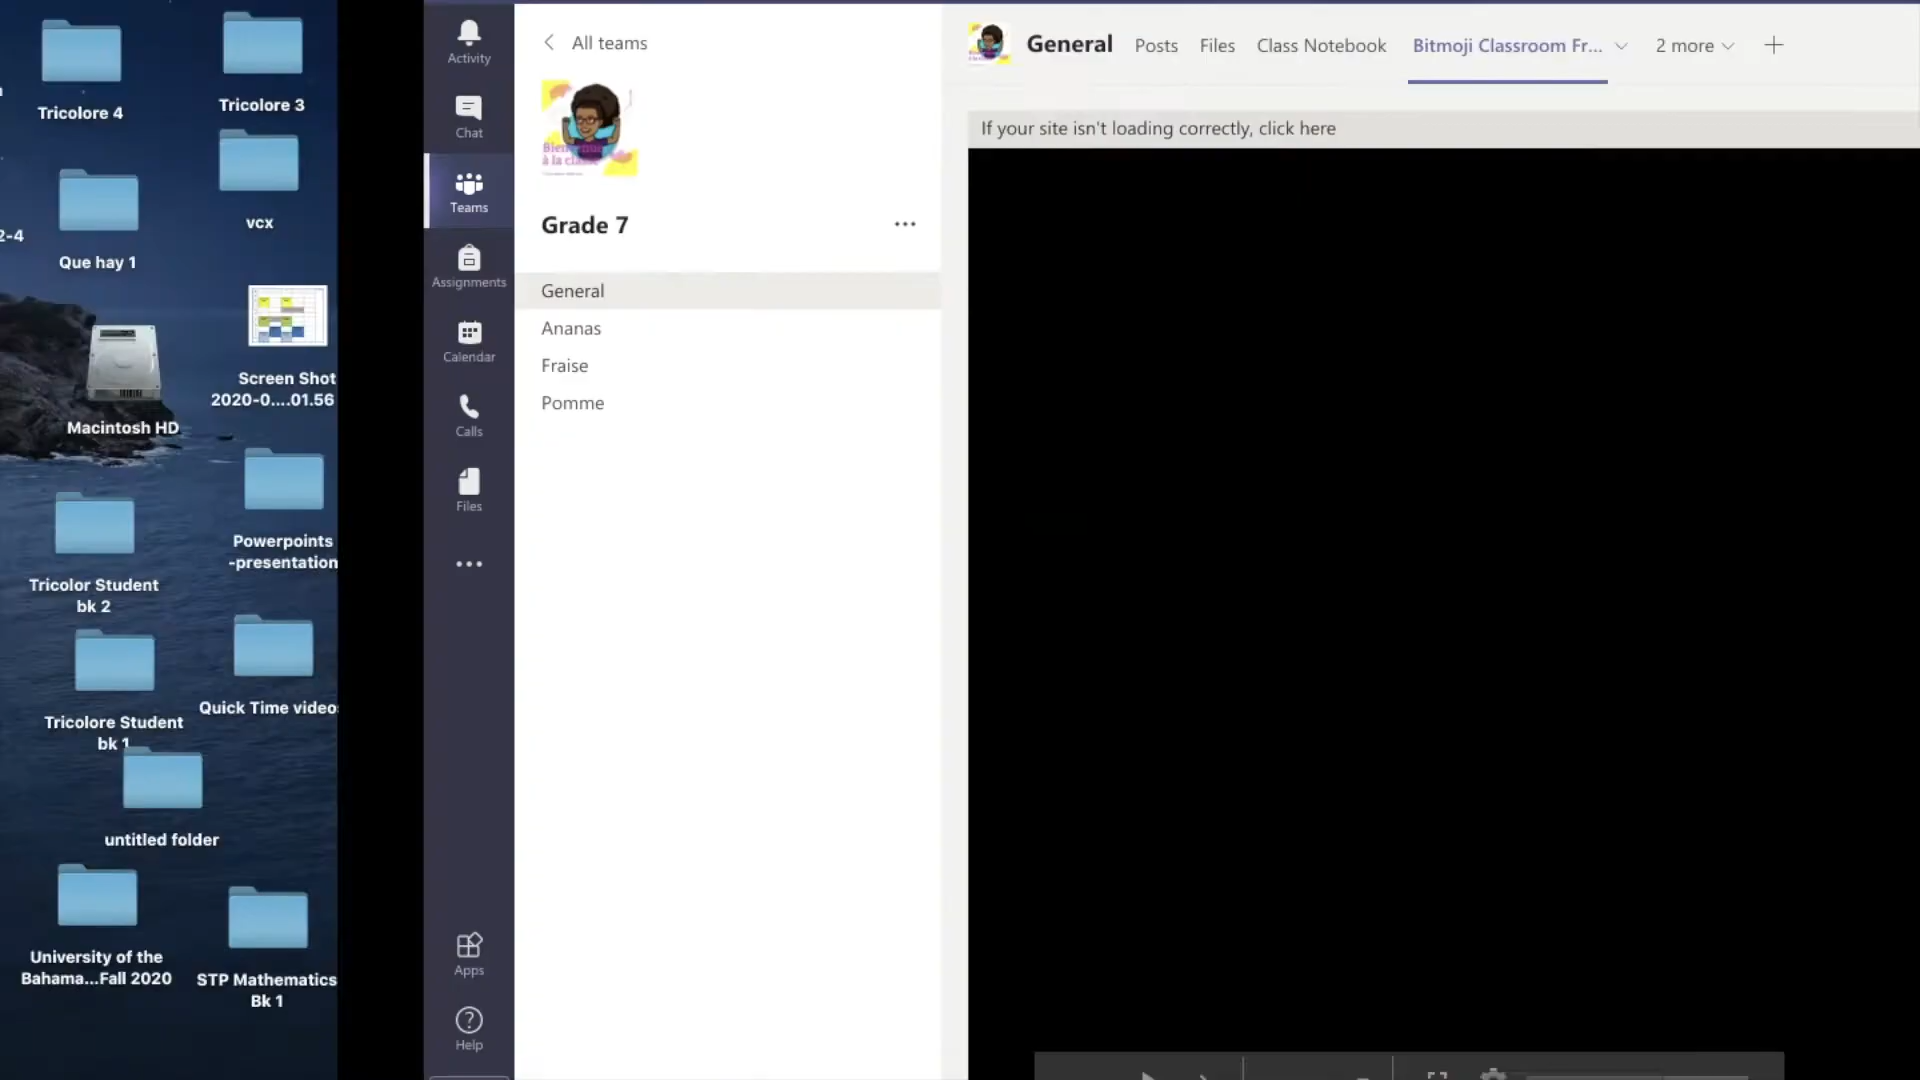 Tricolore 4
Tricolore 3
vcx
2-4
Que hay 1
Screen Shot
2020-0....01.56
Macintosh HD
Powerpoints
-presentation
Tricolor Student
bk 2
Tricolore Student
bk 1
Quick Time video
untitled folder
University of the
Bahama...Fall 2020
STP Mathematics
Bk 1
Activity
Chat
Teams
Assignments
Calendar
Calls
Files
Apps
Help
All teams
Bienvenue
à la classe
Grade 7
General
Ananas
Fraise
Pomme
General
Posts
Files
Class Notebook
Bitmoji Classroom Fr...
2 more
If your site isn't loading correctly, click here